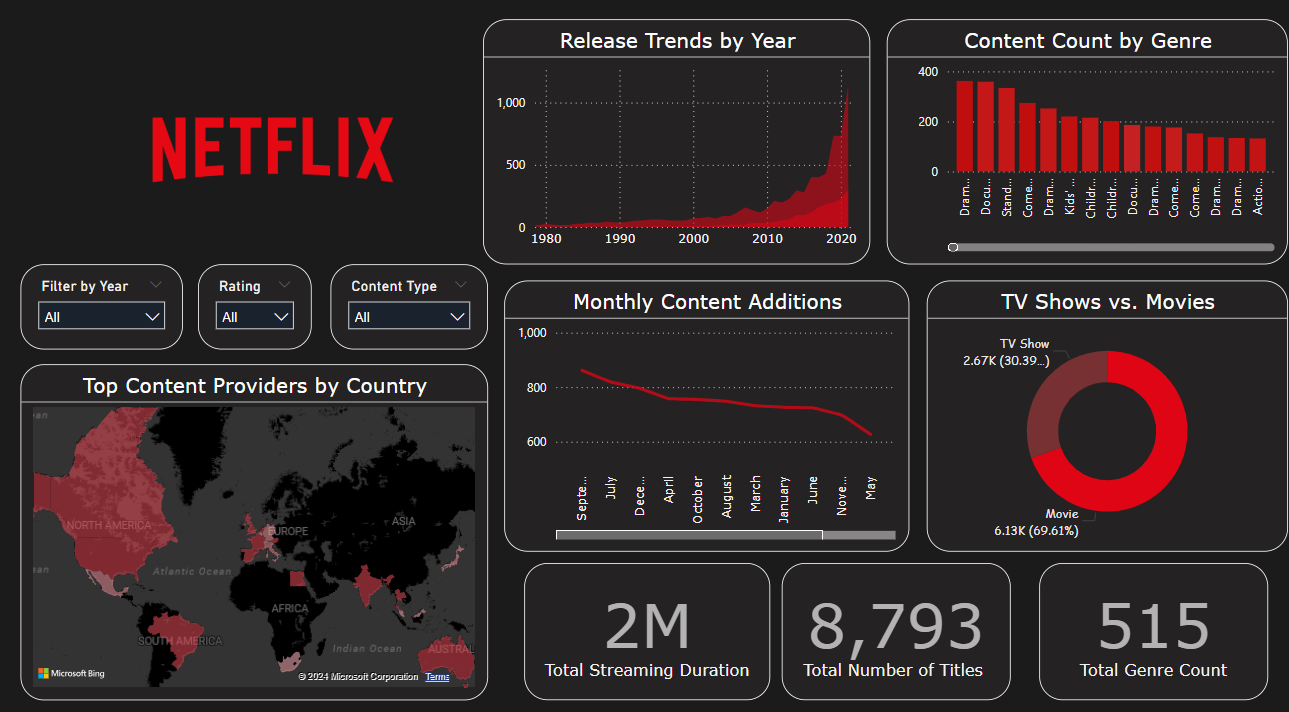 NETFLIX
Release Trends by Year
1,000
500
0
1980 1990 2000 2010 2020
Content Count by Genre
400
200
0
Dram...
Docu...
Stand...
Come...
Dram...
Kids' ...
Childr...
Childr...
Docu...
Dram...
Come...
Come...
Dram...
Dram...
Actio...
Filter by Year
All
Rating
All
Content Type
All
Top Content Providers by Country
ean
NORTH AMERICA
EUROPE
ASIA
ean
Atlantic Ocean
AFRICA
SOUTH AMERICA
Indian Ocean
AUSTRAL
Microsoft Bing
© 2024 Microsoft Corporation Terms
Monthly Content Additions
1,000
800
600
Septe...
July
Dece...
April
October
August
March
January
June
Nove...
May
TV Shows vs. Movies
TV Show
2.67K (30.39...)
Movie
6.13K (69.61%)
2M
Total Streaming Duration
8,793
Total Number of Titles
515
Total Genre Count